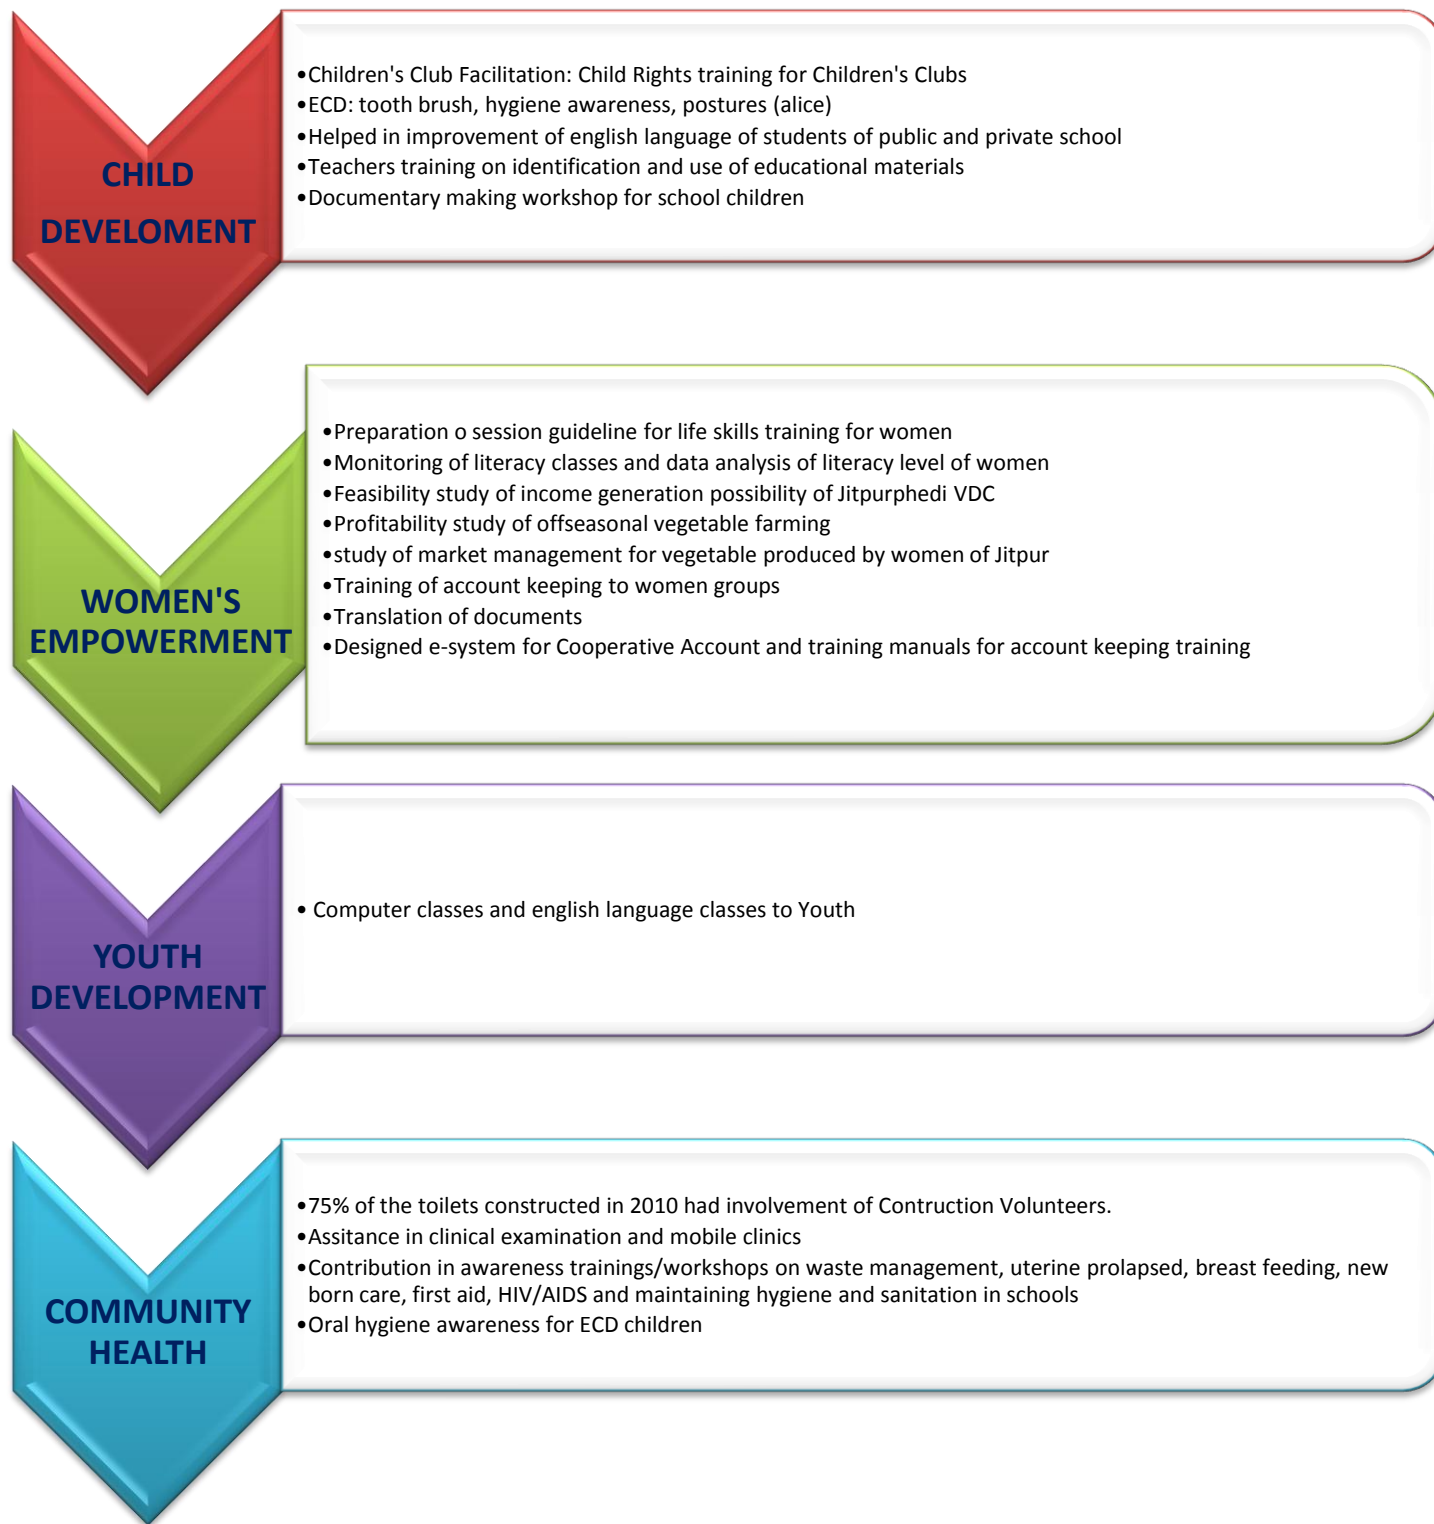 CHILD
DEVELOMENT
•Children's Club Facilitation: Child Rights training for Children's Clubs
•ECD: tooth brush, hygiene awareness, postures (alice)
•Helped in improvement of english language of students of public and private school
•Teachers training on identification and use of educational materials
•Documentary making workshop for school children
WOMEN'S
EMPOWERMENT
•Preparation o session guideline for life skills training for women
•Monitoring of literacy classes and data analysis of literacy level of women
•Feasibility study of income generation possibility of Jitpurphedi VDC
•Profitability study of offseasonal vegetable farming
•study of market management for vegetable produced by women of Jitpur
•Training of account keeping to women groups
•Translation of documents
•Designed e-system for Cooperative Account and training manuals for account keeping training
YOUTH
DEVELOPMENT
• Computer classes and english language classes to Youth
COMMUNITY
HEALTH
•75% of the toilets constructed in 2010 had involvement of Contruction Volunteers.
•Assitance in clinical examination and mobile clinics
•Contribution in awareness trainings/workshops on waste management, uterine prolapsed, breast feeding, new
born care, first aid, HIV/AIDS and maintaining hygiene and sanitation in schools
•Oral hygiene awareness for ECD children